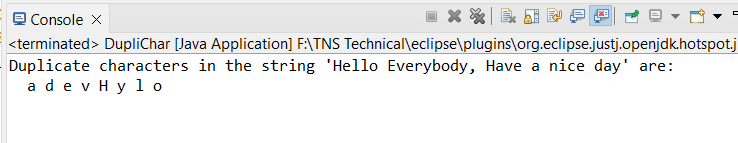 Console
<terminated> DupliChar [Java Application] F:\TNS Technical\eclipse\plugins\org.eclipse.justj.openjdk.hotspot.j
Duplicate characters in the string 'Hello Everybody, Have a nice day' are:
  a d e v H y l o